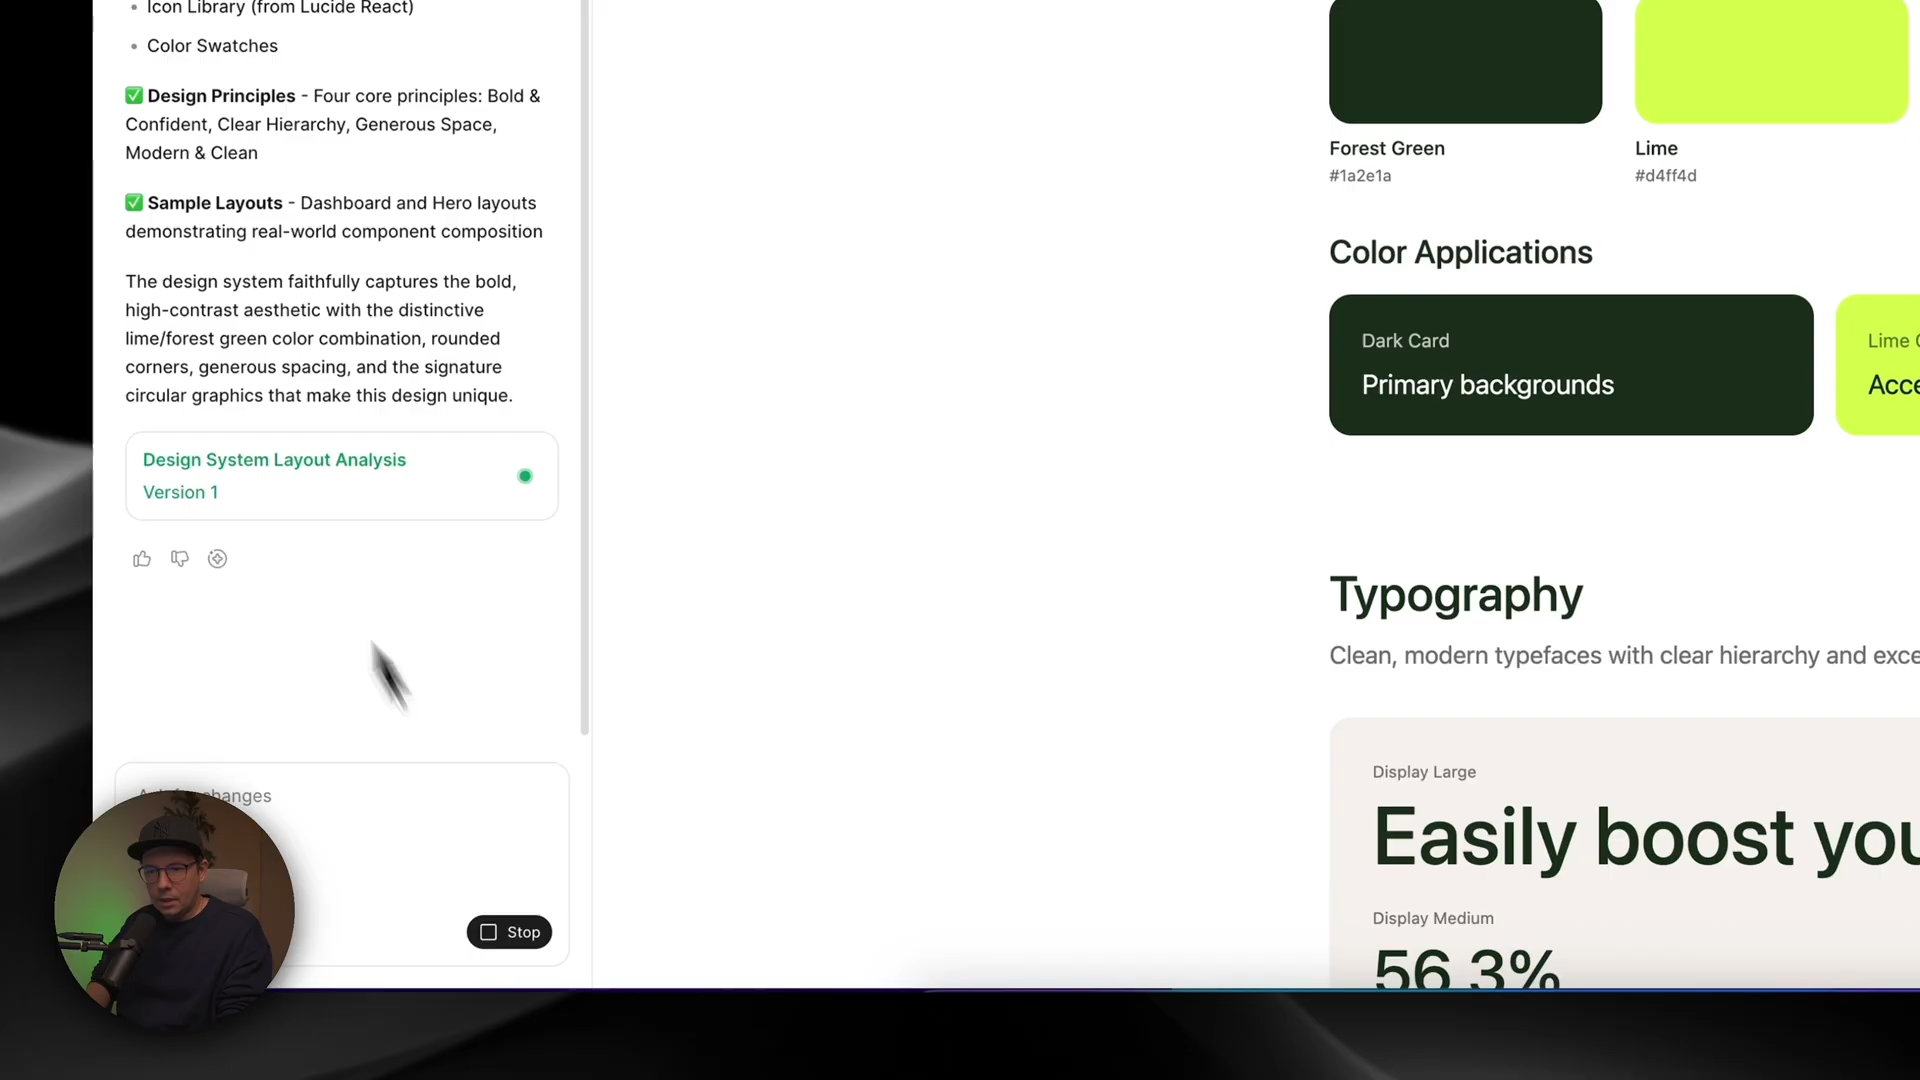 Icon Library (from Lucide React)
Color Swatches
✅ Design Principles - Four core principles: Bold &
Confident, Clear Hierarchy, Generous Space,
Modern & Clean
✅ Sample Layouts - Dashboard and Hero layouts
demonstrating real-world component composition
The design system faithfully captures the bold,
high-contrast aesthetic with the distinctive
lime/forest green color combination, rounded
corners, generous spacing, and the signature
circular graphics that make this design unique.
Design System Layout Analysis
Version 1
changes
Stop
Forest Green
#1a2e1a
Lime
#d4ff4d
Color Applications
Dark Card
Primary backgrounds
Lime
Typography
Clean, modern typefaces with clear hierarchy and
Display Large
Easily boost
Display Medium
56.3%